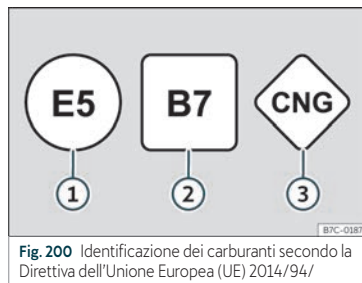 E5 B7 CNG
1 2 3
B7C-0187
Fig. 200 Identificazione dei carburanti secondo la
Direttiva dell'Unione Europea (UE) 2014/94/